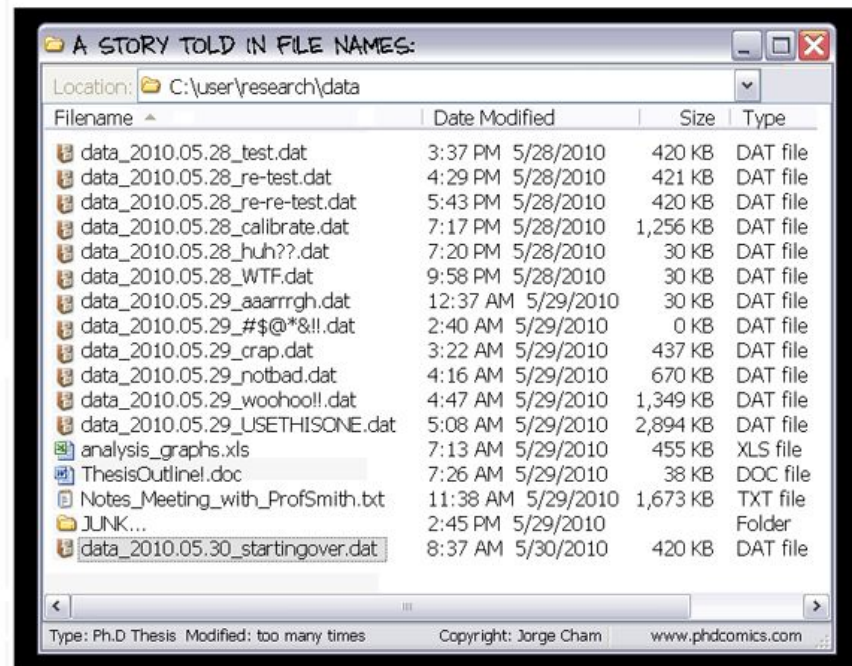 A STORY TOLD IN FILE NAMES:
Location: C:\user\research\data
Filename Date Modified Size Type
data_2010.05.28_test.dat 3:37 PM 5/28/2010 420 KB DAT file
data_2010.05.28_re-test.dat 4:29 PM 5/28/2010 421 KB DAT file
data_2010.05.28_re-re-test.dat 5:43 PM 5/28/2010 420 KB DAT file
data_2010.05.28_calibrate.dat 7:17 PM 5/28/2010 1,256 KB DAT file
data_2010.05.28_huh??.dat 7:20 PM 5/28/2010 30 KB DAT file
data_2010.05.28_WTF.dat 9:58 PM 5/28/2010 30 KB DAT file
data_2010.05.29_aaarrrgh.dat 12:37 AM 5/29/2010 30 KB DAT file
data_2010.05.29_#$@*&!!.dat 2:40 AM 5/29/2010 0 KB DAT file
data_2010.05.29_crap.dat 3:22 AM 5/29/2010 437 KB DAT file
data_2010.05.29_notbad.dat 4:16 AM 5/29/2010 670 KB DAT file
data_2010.05.29_woohoo!!.dat 4:47 AM 5/29/2010 1,349 KB DAT file
data_2010.05.29_USETHISONE.dat 5:08 AM 5/29/2010 2,894 KB DAT file
analysis_graphs.xls 7:13 AM 5/29/2010 455 KB XLS file
ThesisOutline!.doc 7:26 AM 5/29/2010 38 KB DOC file
Notes_Meeting_with_ProfSmith.txt 11:38 AM 5/29/2010 1,673 KB TXT file
JUNK... 2:45 PM 5/29/2010 Folder
data_2010.05.30_startingover.dat 8:37 AM 5/30/2010 420 KB DAT file
Type: Ph.D Thesis Modified: too many times Copyright: Jorge Cham www.phdcomics.com